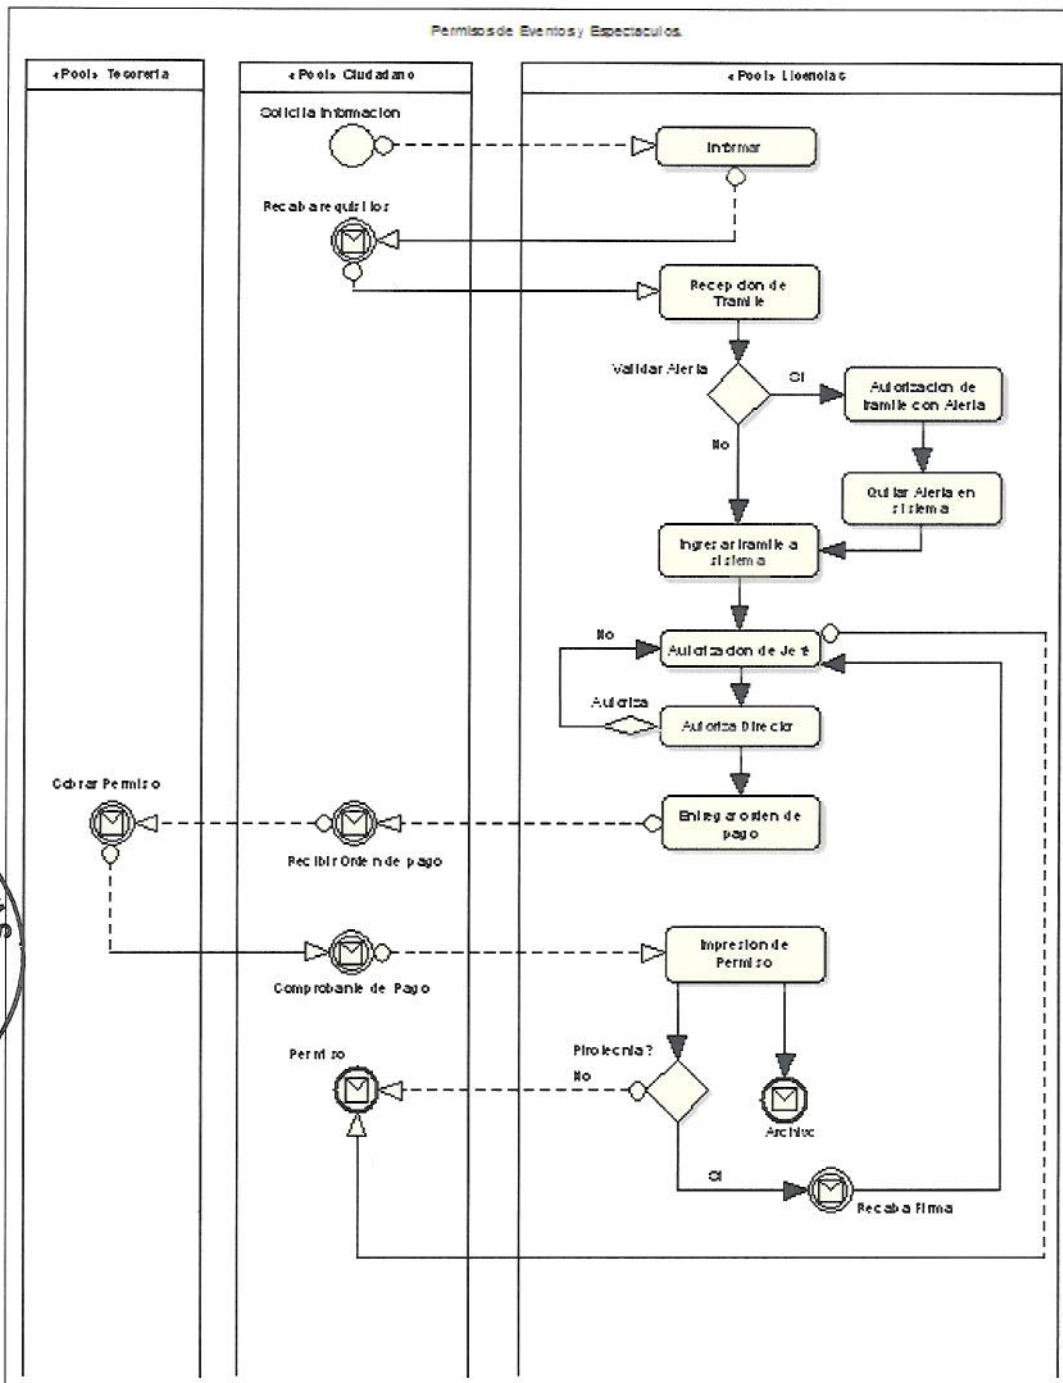 Permisos de Eventos y Espectaculos.
«Pool» Tesoreria
«Pool» Ciudadano
«Pool» Licencias
Solicita Informacion
Informar
Recaba requisitos
Recepcion de
Tramite
Validar Alerta
Si
Autorizacion de
tramite con Alerta
No
Quitar Alerta en
sistema
Ingresar tramite a
sistema
No
Autorizacion de Jefe
Autoriza
Autoriza Director
Cobrar Permiso
Entregar orden de
pago
Recibir Orden de pago
Impresion de
Permiso
Comprobante de Pago
Permiso
Pirotecnia?
No
Archivo
Si
Recaba Firma